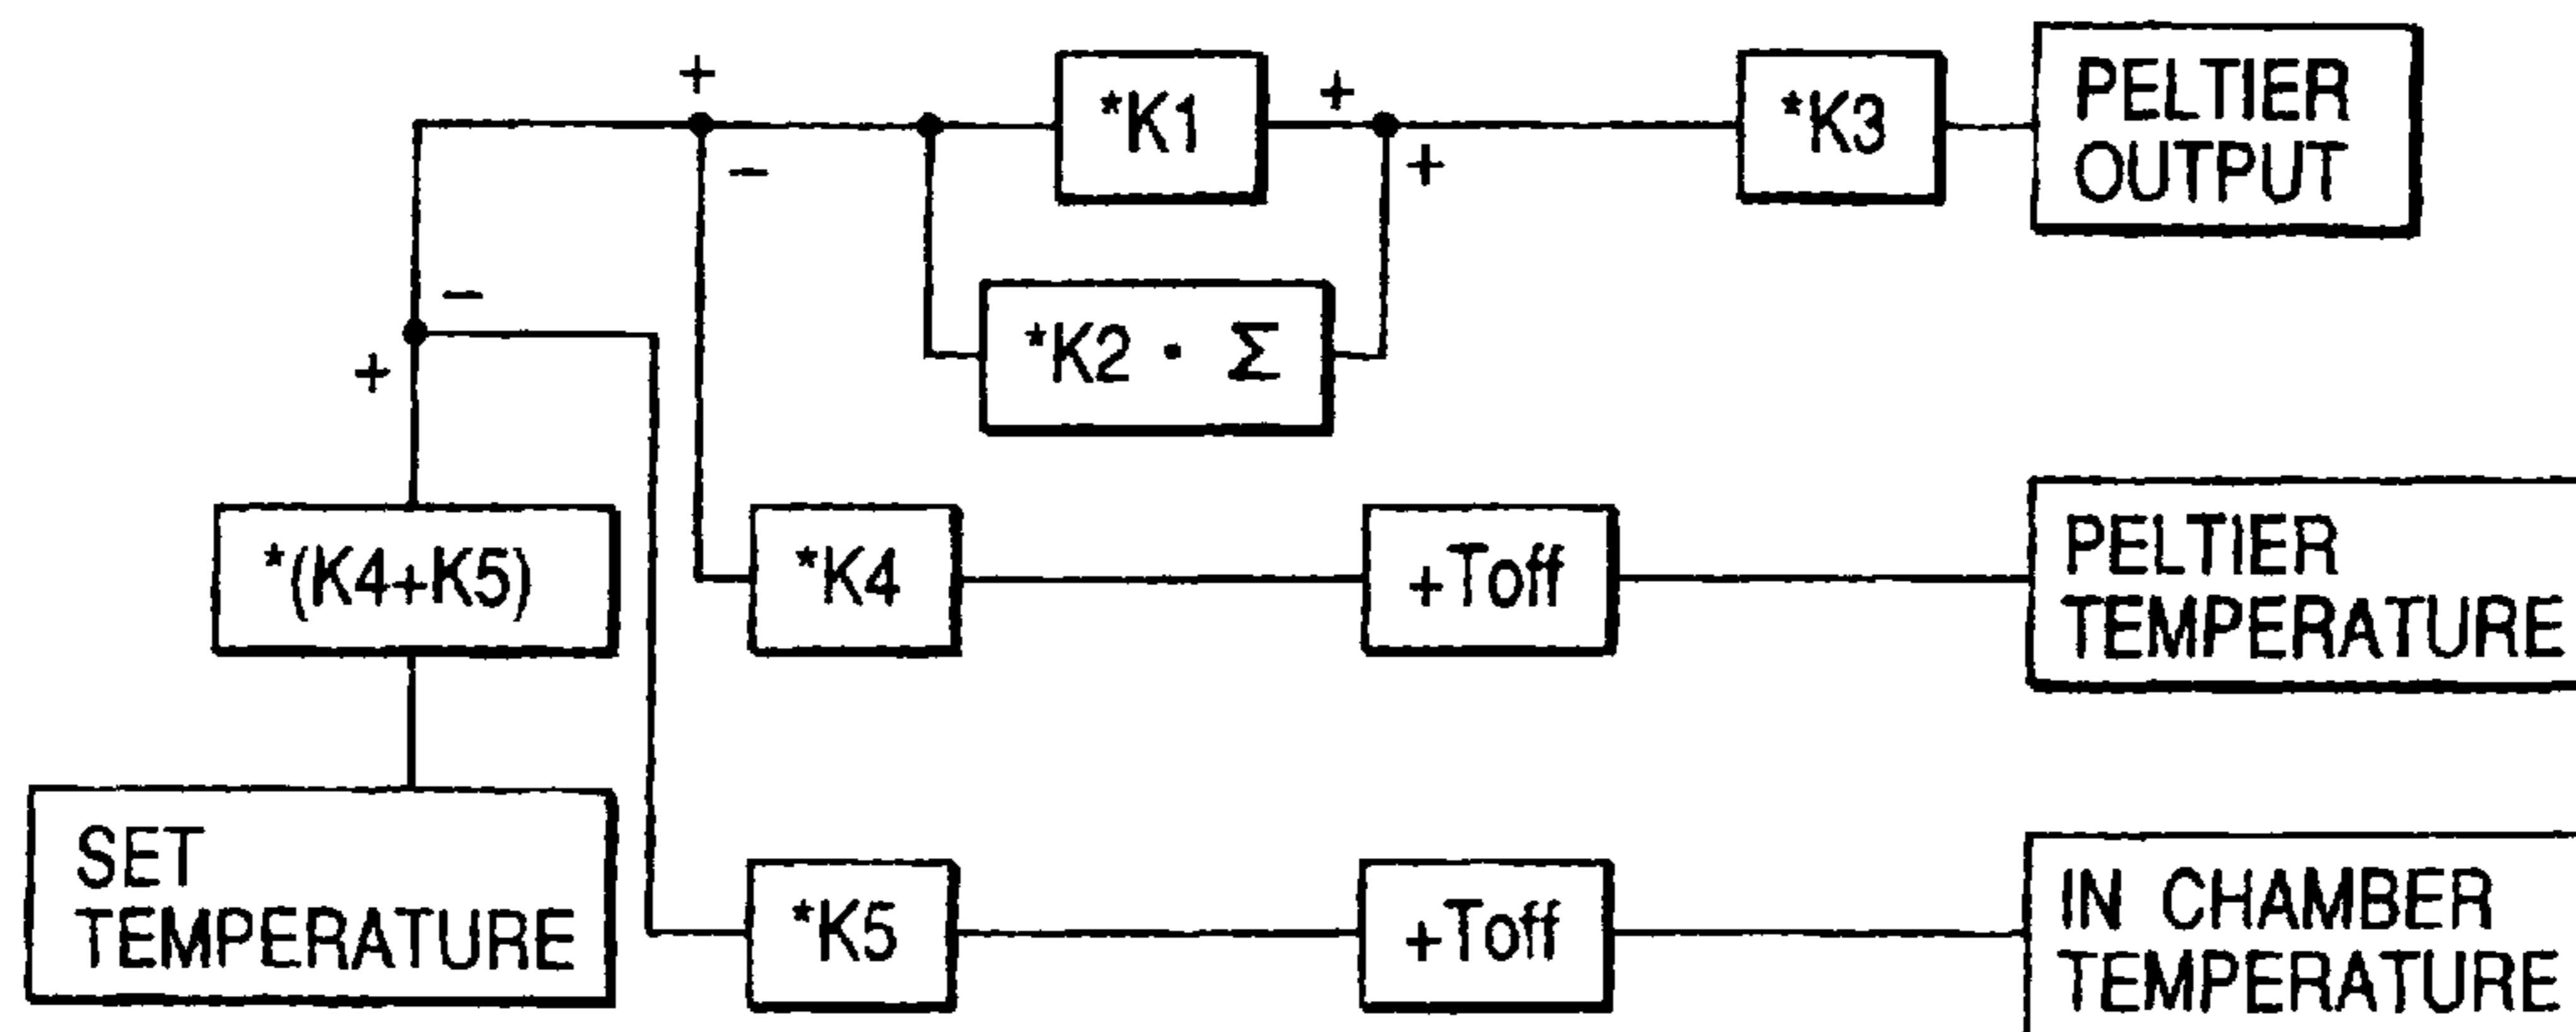 +
*K1
+
*K3
PELTIER
OUTPUT
−
+
−
*K2 · Σ
+
*(K4+K5)
*K4
+Toff
PELTIER
TEMPERATURE
SET
TEMPERATURE
*K5
+Toff
IN CHAMBER
TEMPERATURE